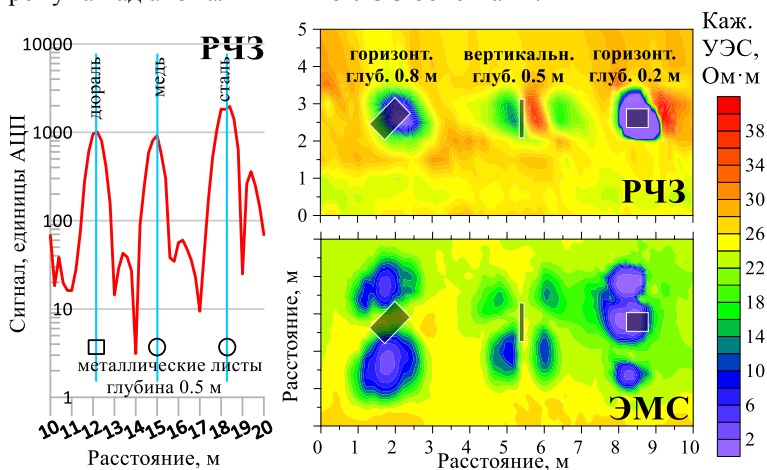 РЧЗ
Сигнал, единицы АЦП
10000
1000
100
10
1
дюраль
медь
сталь
металлические листы
глубина 0.5 м
10 11 12 13 14 15 16 17 18 19 20
Расстояние, м
5
4
3
2
1
0
горизонт.
глуб. 0.8 м
вертикальн.
глуб. 0.5 м
горизонт.
глуб. 0.2 м
РЧЗ
Расстояние, м
ЭМС
0 1 2 3 4 5 6 7 8 9 10
Расстояние, м
Каж.
УЭС,
Ом·м
38
34
30
26
22
18
14
10
6
2